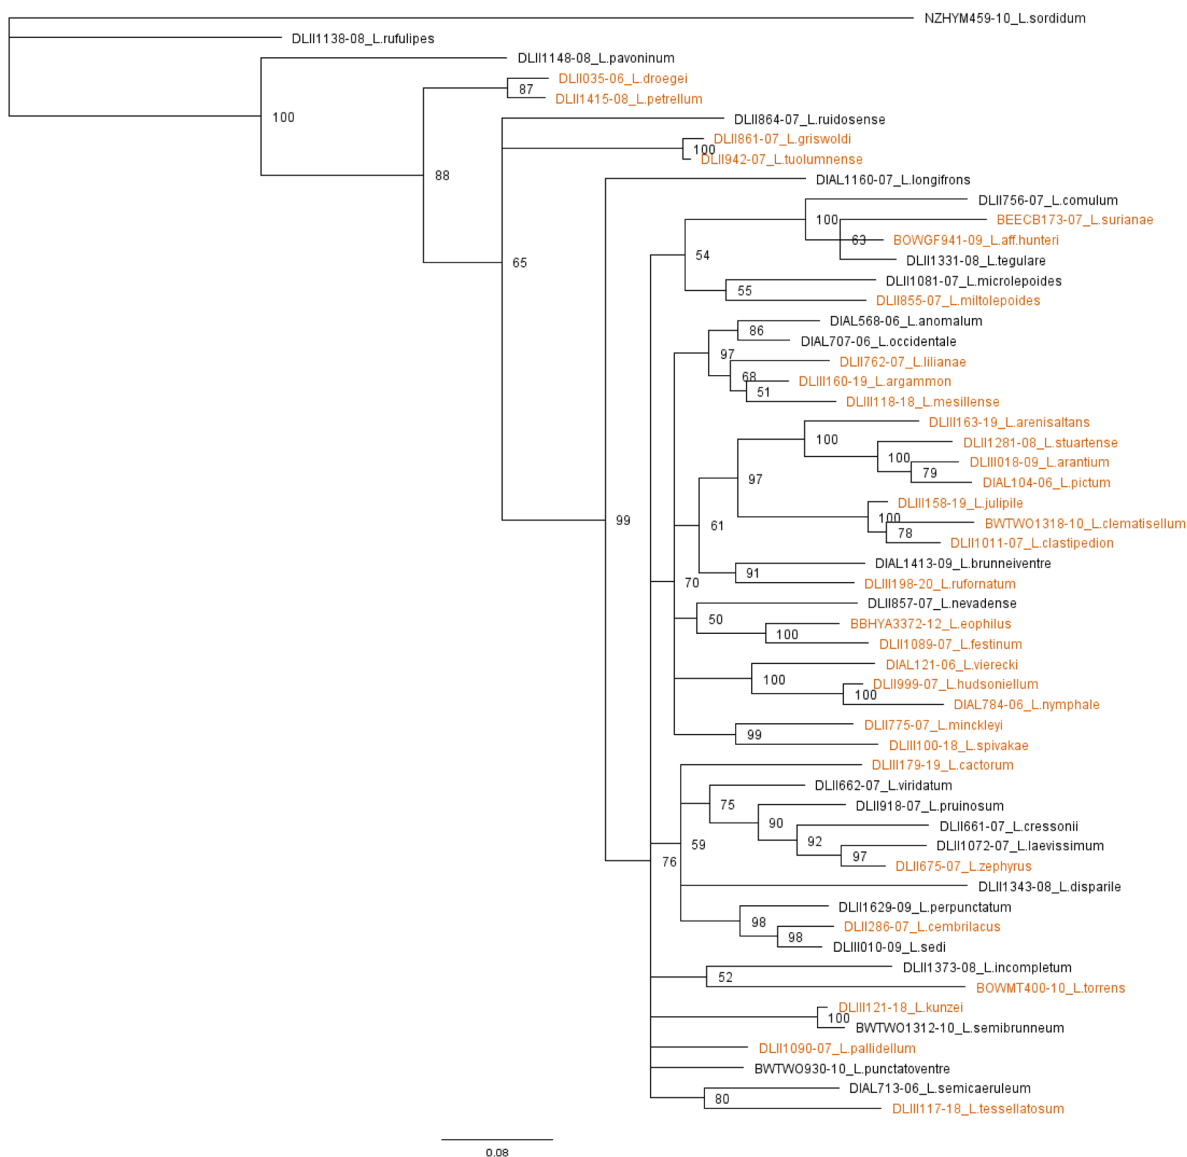 NZHYM459-10_L.sordidum
DLII1138-08_L.rufulipes
DLII1148-08_L.pavoninum
DLII035-06_L.droegei
87
DLII1415-08_L.petrellum
100
DLII864-07_L.ruidosense
DLII861-07_L.griswoldi
100
DLII942-07_L.tuolumnense
88
DIAL1160-07_L.longifrons
DLII756-07_L.comulum
100
BEECB173-07_L.surianae
63
BOWGF941-09_L.aff.hunteri
54
DLII1331-08_L.tegulare
65
DLII1081-07_L.microlepoides
55
DLII855-07_L.miltolepoides
DIAL568-06_L.anomalum
86
DIAL707-06_L.occidentale
97
DLII762-07_L.lilianae
68
DLIII160-19_L.argammon
51
DLIII118-18_L.mesillense
DLIII163-19_L.arenisaltans
100
DLII1281-08_L.stuartense
100
DLIII018-09_L.arantium
79
97
DIAL104-06_L.pictum
DLIII158-19_L.julipile
100
99
BWTWO1318-10_L.clematisellum
61
78
DLII1011-07_L.clastipedion
DIAL1413-09_L.brunneiventre
91
70
DLIII198-20_L.rufornatum
DLII857-07_L.nevadense
50
BBHYA3372-12_L.eophilus
100
DLII1089-07_L.festinum
DIAL121-06_L.vierecki
100
DLII999-07_L.hudsoniellum
100
DIAL784-06_L.nymphale
DLII775-07_L.minckleyi
99
DLIII100-18_L.spivakae
DLIII179-19_L.cactorum
DLII662-07_L.viridatum
75
DLII918-07_L.pruinosum
90
DLII661-07_L.cressonii
92
59
DLII1072-07_L.laevissimum
97
76
DLII675-07_L.zephyrus
DLII1343-08_L.disparile
DLII1629-09_L.perpunctatum
98
DLII286-07_L.cembrilacus
98
DLIII010-09_L.sedi
DLII1373-08_L.incompletum
52
BOWMT400-10_L.torrens
DLIII121-18_L.kunzei
100
BWTWO1312-10_L.semibrunneum
DLII1090-07_L.pallidellum
BWTWO930-10_L.punctatoventre
DIAL713-06_L.semicaeruleum
80
DLIII117-18_L.tessellatosum
0.08